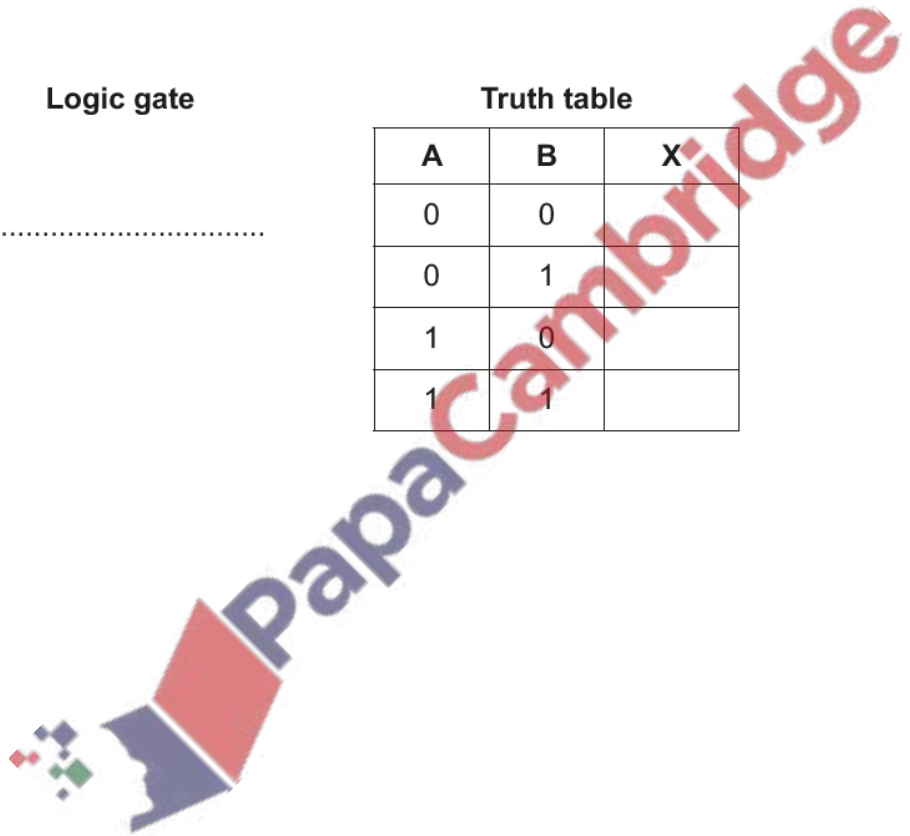 Logic gate Truth table
A B X
0 0
................................
0 1
1 0
1 1
PapaCambridge